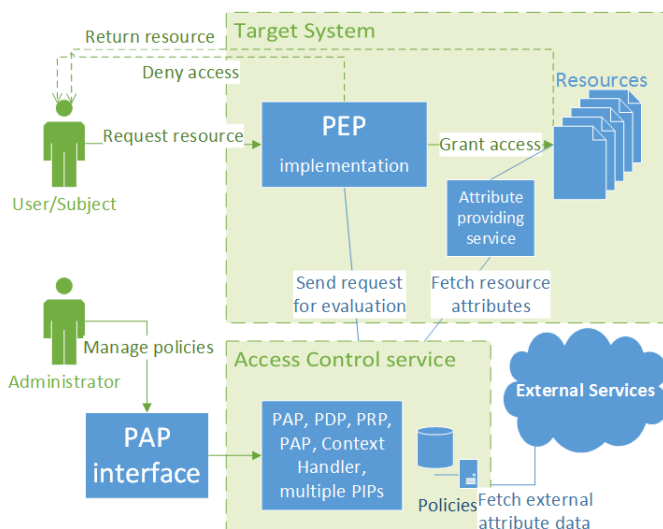 Return resource
Target System
Deny access
Resources
Request resource
PEP
implementation
Grant access
User/Subject
Attribute
providing
service
Send request
for evaluation
Fetch resource
attributes
Manage policies
Administrator
Access Control service
External Services
PAP
interface
PAP, PDP, PRP,
PAP, Context
Handler,
multiple PIPs
Policies
Fetch external
attribute data